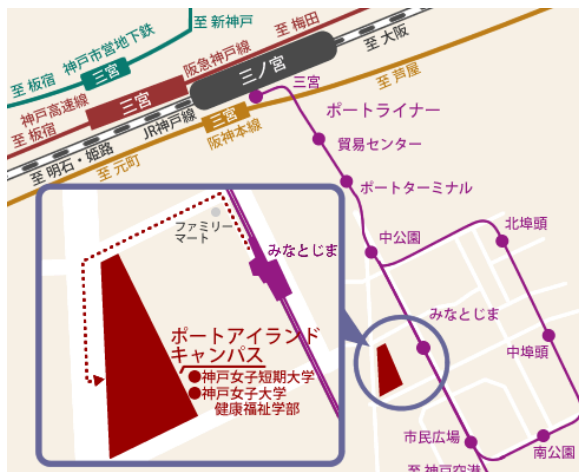 至 新神戸
神戸市営地下鉄
至 板宿
三宮
阪急神戸線
至 梅田
三ノ宮
至 大阪
神戸高速線
至 板宿
三宮
JR神戸線
三宮
至 芦屋
三宮
阪神本線
至 明石・姫路
至 元町
ポートライナー
貿易センター
ポートターミナル
中公園
北埠頭
みなとじま
中埠頭
市民広場
南公園
至 神戸空港
ファミリー
マート
みなとじま
ポートアイランド
キャンパス
●神戸女子短期大学
●神戸女子大学
健康福祉学部